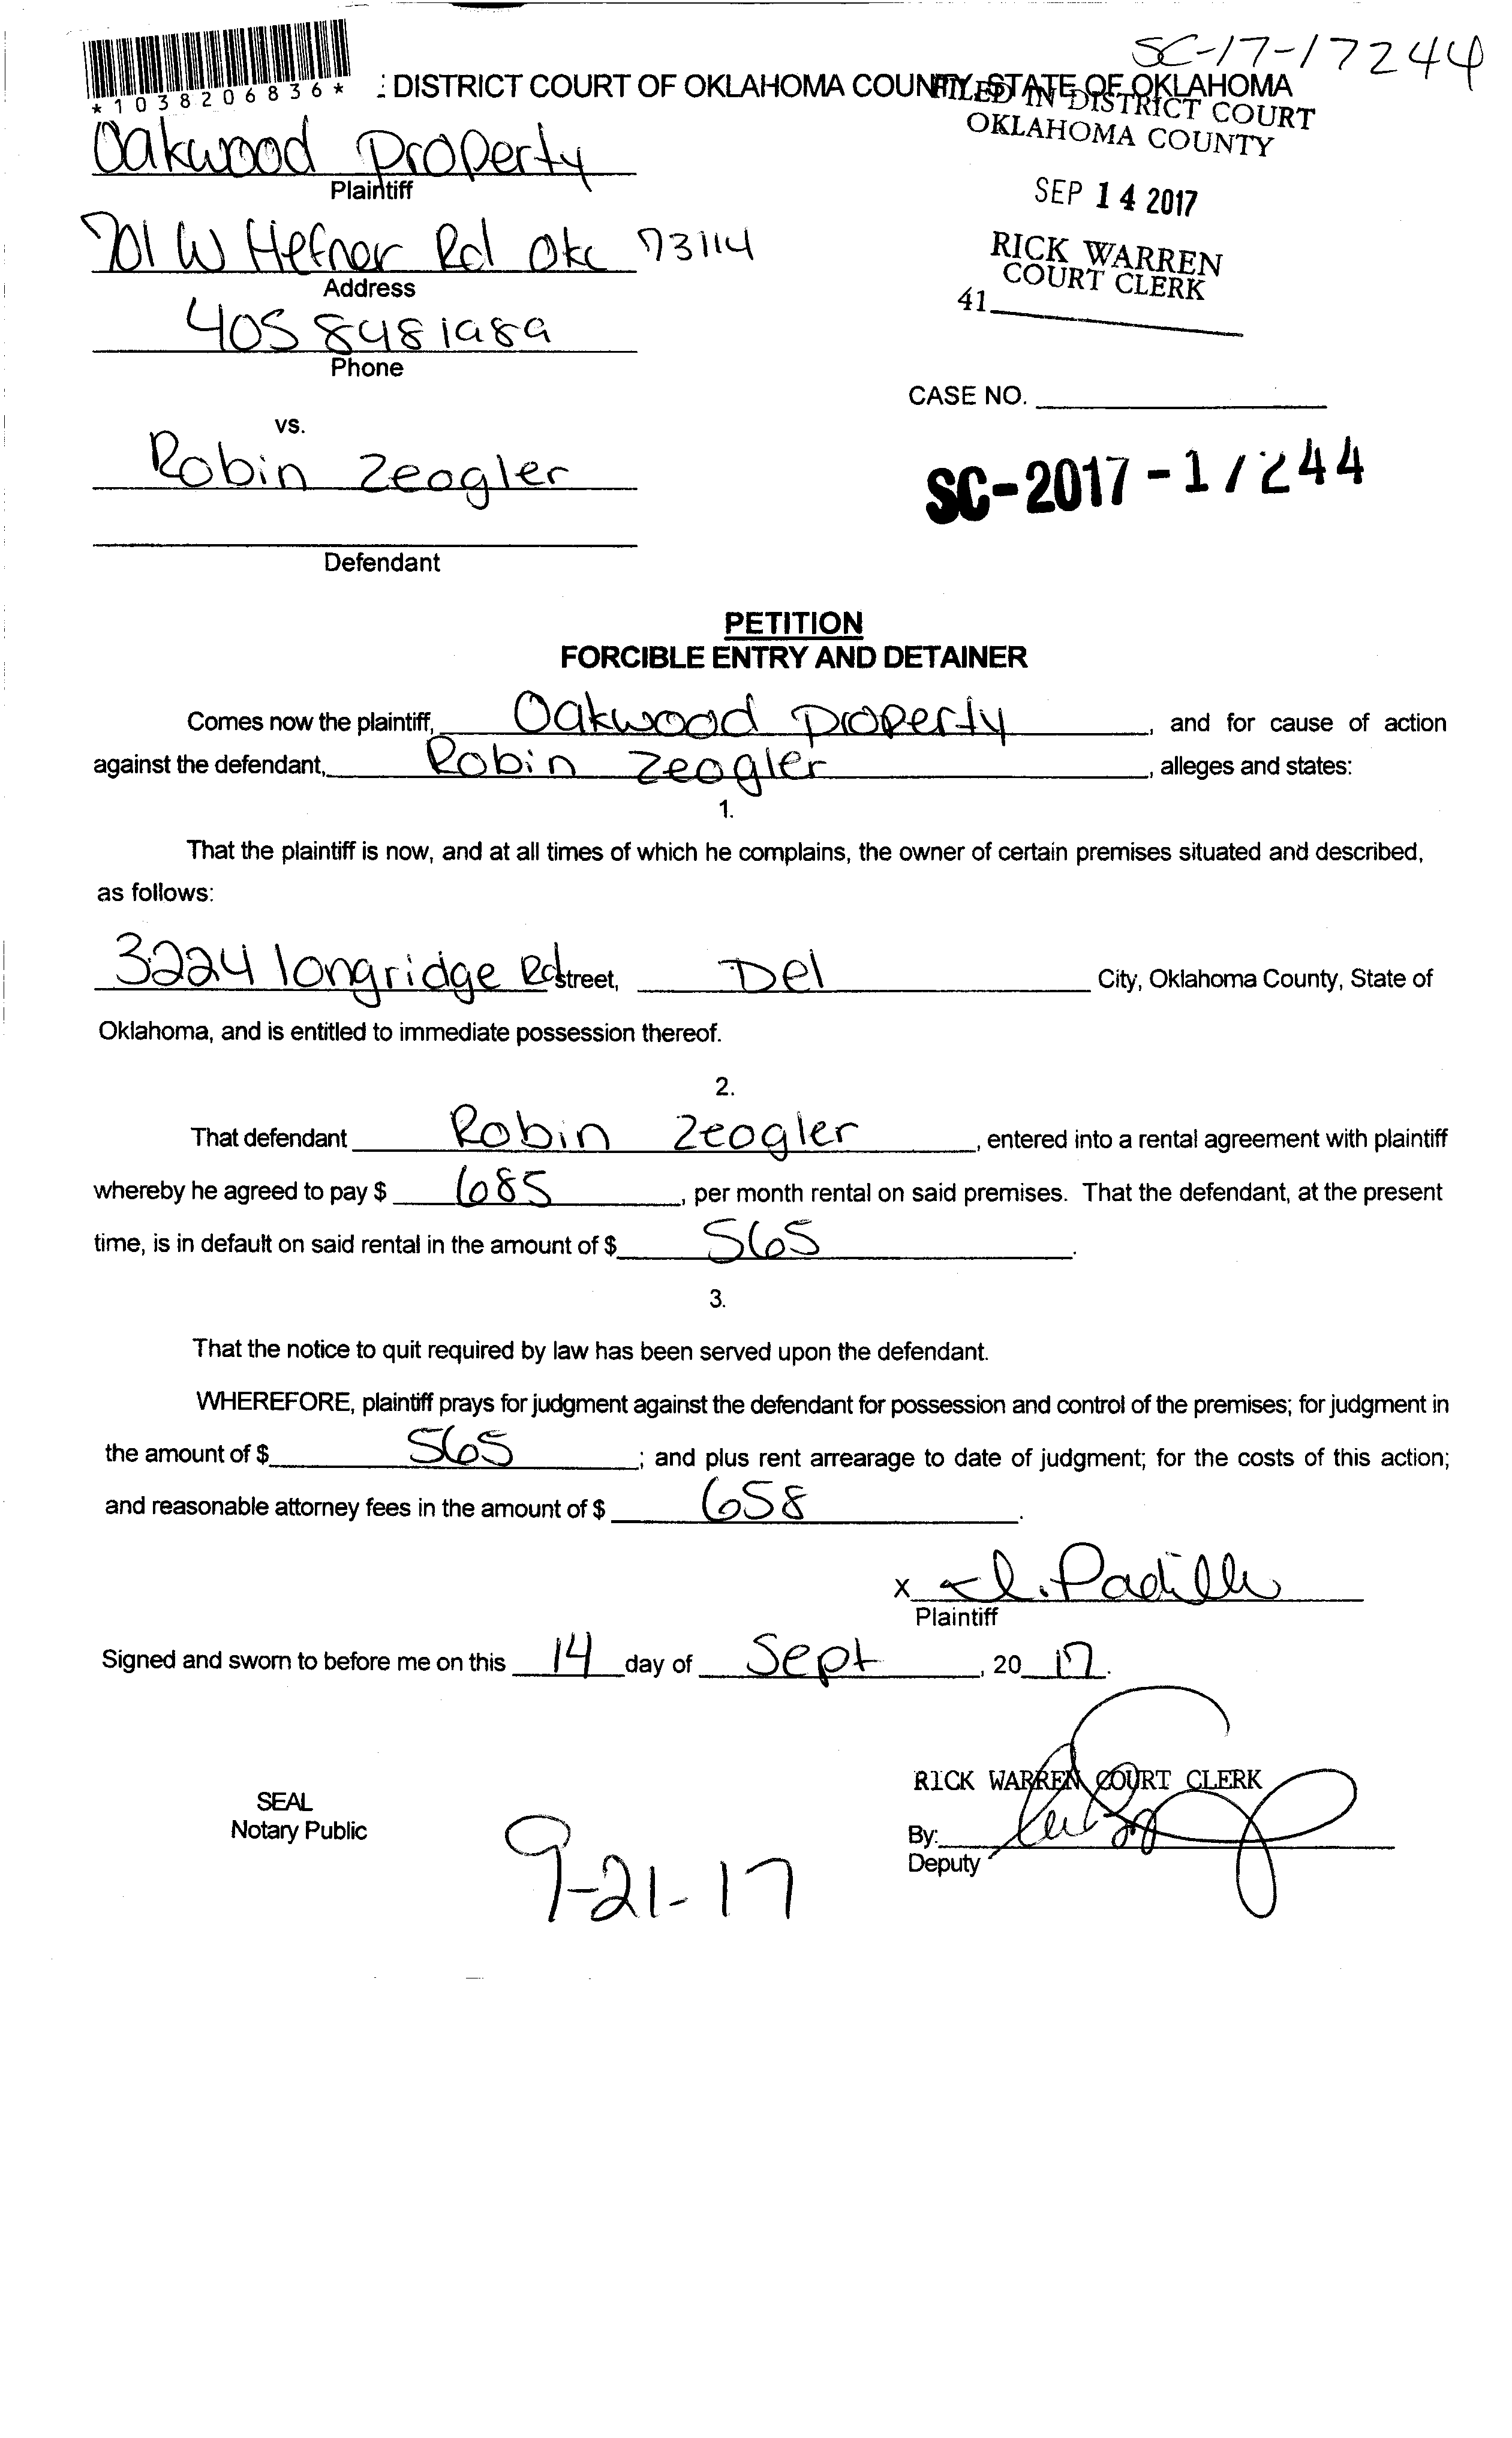 SC-17-17244
*1038206836*
: DISTRICT COURT OF OKLAHOMA COUNTY, STATE OF OKLAHOMA
FILED IN DISTRICT COURT
OKLAHOMA COUNTY
Oakwood Property
Plaintiff
SEP 14 2017
701 W Hefner Rd Okc 73114
Address
RICK WARREN
COURT CLERK
41
405 848 1989
Phone
CASE NO.
vs.
Robin Zeogler
SC-2017-17244
Defendant
PETITION
FORCIBLE ENTRY AND DETAINER
Comes now the plaintiff, Oakwood Property, and for cause of action
against the defendant, Robin Zeogler, alleges and states:
1.
That the plaintiff is now, and at all times of which he complains, the owner of certain premises situated and described,
as follows:
3224 longridge Rd Street, Del City, Oklahoma County, State of
Oklahoma, and is entitled to immediate possession thereof.
2.
That defendant Robin Zeogler, entered into a rental agreement with plaintiff
whereby he agreed to pay $ 685, per month rental on said premises. That the defendant, at the present
time, is in default on said rental in the amount of $ 565.
3.
That the notice to quit required by law has been served upon the defendant.
WHEREFORE, plaintiff prays for judgment against the defendant for possession and control of the premises; for judgment in
the amount of $ 565; and plus rent arrearage to date of judgment; for the costs of this action;
and reasonable attorney fees in the amount of $ 658.
x L. Padilla
Plaintiff
Signed and sworn to before me on this 14 day of Sept, 20 17.
RICK WARREN COURT CLERK
SEAL
Notary Public
By:
Deputy
9-21-17